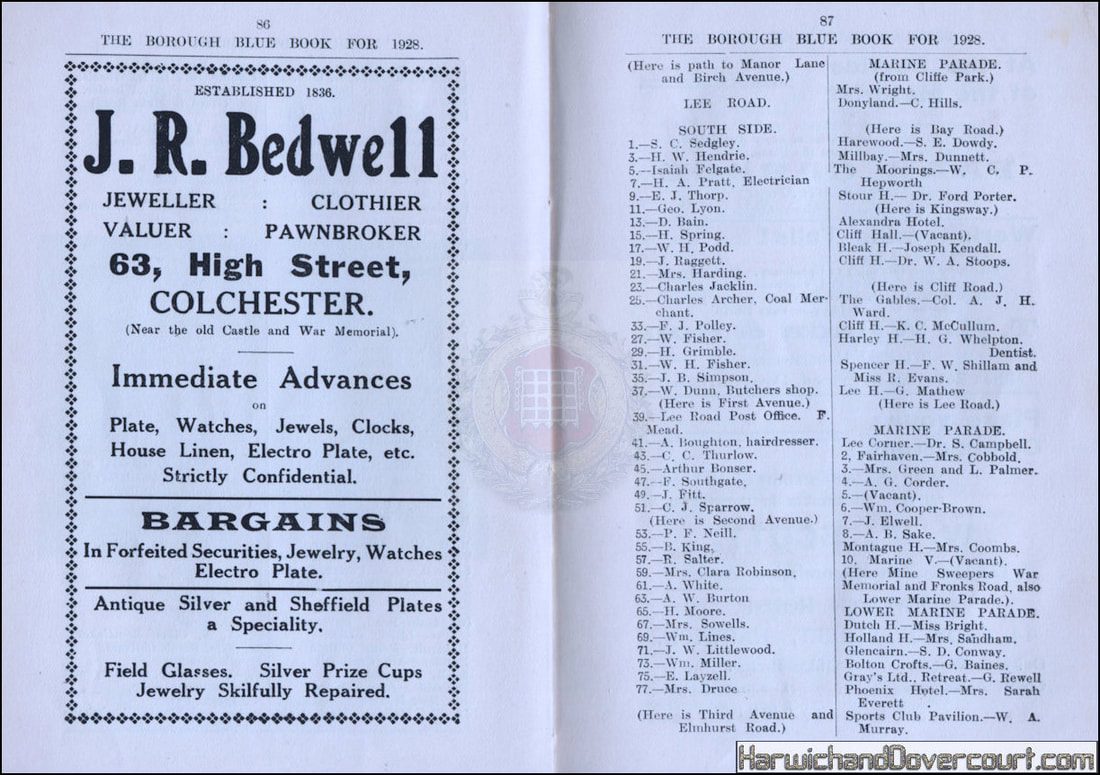 86
THE BOROUGH BLUE BOOK FOR 1928.
ESTABLISHED 1836.
J. R. Bedwell
JEWELLER : CLOTHIER
VALUER : PAWNBROKER
63, High Street,
COLCHESTER.
(Near the old Castle and War Memorial).
Immediate Advances
on
Plate, Watches, Jewels, Clocks,
House Linen, Electro Plate, etc.
Strictly Confidential.
BARGAINS
In Forfeited Securities, Jewelry, Watches
Electro Plate.
Antique Silver and Sheffield Plates
a Speciality.
Field Glasses. Silver Prize Cups
Jewelry Skilfully Repaired.
87
THE BOROUGH BLUE BOOK FOR 1928.
(Here is path to Manor Lane
and Birch Avenue.)
LEE ROAD.
SOUTH SIDE.
1.—S. C. Sedgley.
3.—H. W. Hendrie.
5.—Isaiah Felgate.
7.—H. A. Pratt, Electrician
9.—E. J. Thorp.
11.—Geo. Lyon.
13.—D. Bain.
15.—H. Spring.
17.—W. H. Podd.
19.—J. Raggett.
21.—Mrs. Harding.
23.—Charles Jacklin.
25.—Charles Archer, Coal Mer-
chant.
33.—F. J. Polley.
27.—W. Fisher.
29.—H. Grimble.
31.—W. H. Fisher.
35.—J. B. Simpson,
37.—W. Dunn, Butchers shop.
(Here is First Avenue.)
39.—Lee Road Post Office. F.
Mead.
41.—A. Boughton, hairdresser.
43.—C. C. Thurlow.
45.—Arthur Bonser.
47.—F. Southgate,
49.—J. Fitt.
51.—C. J. Sparrow.
(Here is Second Avenue.)
53.—P. F. Neill.
55.—B. King,
57.—R. Salter.
59.—Mrs. Clara Robinson,
61.—A. White.
63.—A. W. Burton
65.—H. Moore.
67.—Mrs. Sowells.
69.—Wm. Lines.
71.—J. W. Littlewood.
73.—Wm. Miller.
75.—E. Layzell.
77.—Mrs. Druce
(Here is Third Avenue and
Elmhurst Road.)
MARINE PARADE.
(from Cliffe Park.)
Mrs. Wright.
Donyland.—C. Hills.
(Here is Bay Road.)
Harewood.—S. E. Dowdy.
Millbay.—Mrs. Dunnett.
The Moorings.—W. C. P.
Hepworth
Stour H.— Dr. Ford Porter.
(Here is Kingsway.)
Alexandra Hotel.
Cliff Hall.—(Vacant).
Bleak H.—Joseph Kendall.
Cliff H.—Dr. W. A. Stoops.
(Here is Cliff Road.)
The Gables.—Col. A. J. H.
Ward.
Cliff H.—K. C. McCullum.
Harley H.—H. G. Whelpton.
Dentist.
Spencer H.—F. W. Shillam and
Miss R. Evans.
Lee H.—G. Mathew
(Here is Lee Road.)
MARINE PARADE.
Lee Corner.—Dr. S. Campbell.
2, Fairhaven.—Mrs. Cobbold.
3.—Mrs. Green and L. Palmer.
4.—A. G. Corder.
5.—(Vacant).
6.—Wm. Cooper-Brown.
7.—J. Elwell.
8.—A. B. Sake.
Montague H.—Mrs. Coombs.
10, Marine V.—(Vacant).
(Here Mine Sweepers War
Memorial and Fronks Road, also
Lower Marine Parade.).
LOWER MARINE PARADE.
Dutch H.—Miss Bright.
Holland H.—Mrs. Sandham.
Glencairn.—S. D. Conway.
Bolton Crofts.—G. Baines.
Gray's Ltd., Retreat.—G. Rewell
Phoenix Hotel.—Mrs. Sarah
Everett .
Sports Club Pavilion.—W. A.
Murray.
HarwichandDovercourt.com